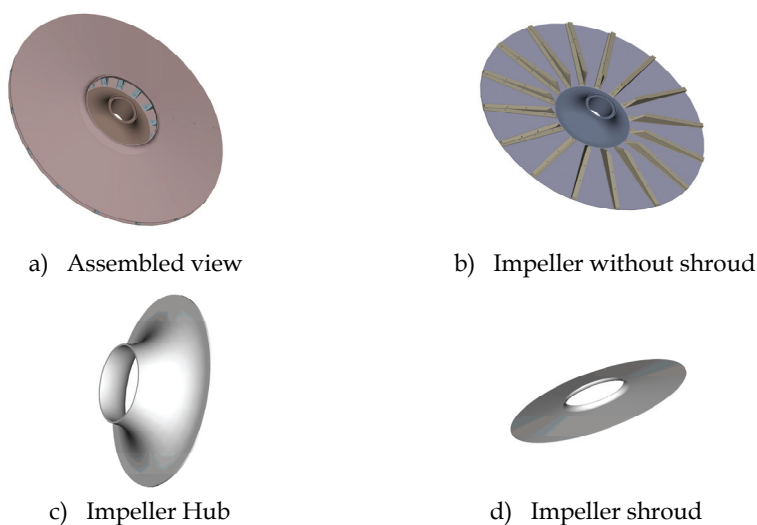 a) Assembled view
b) Impeller without shroud
c) Impeller Hub
d) Impeller shroud